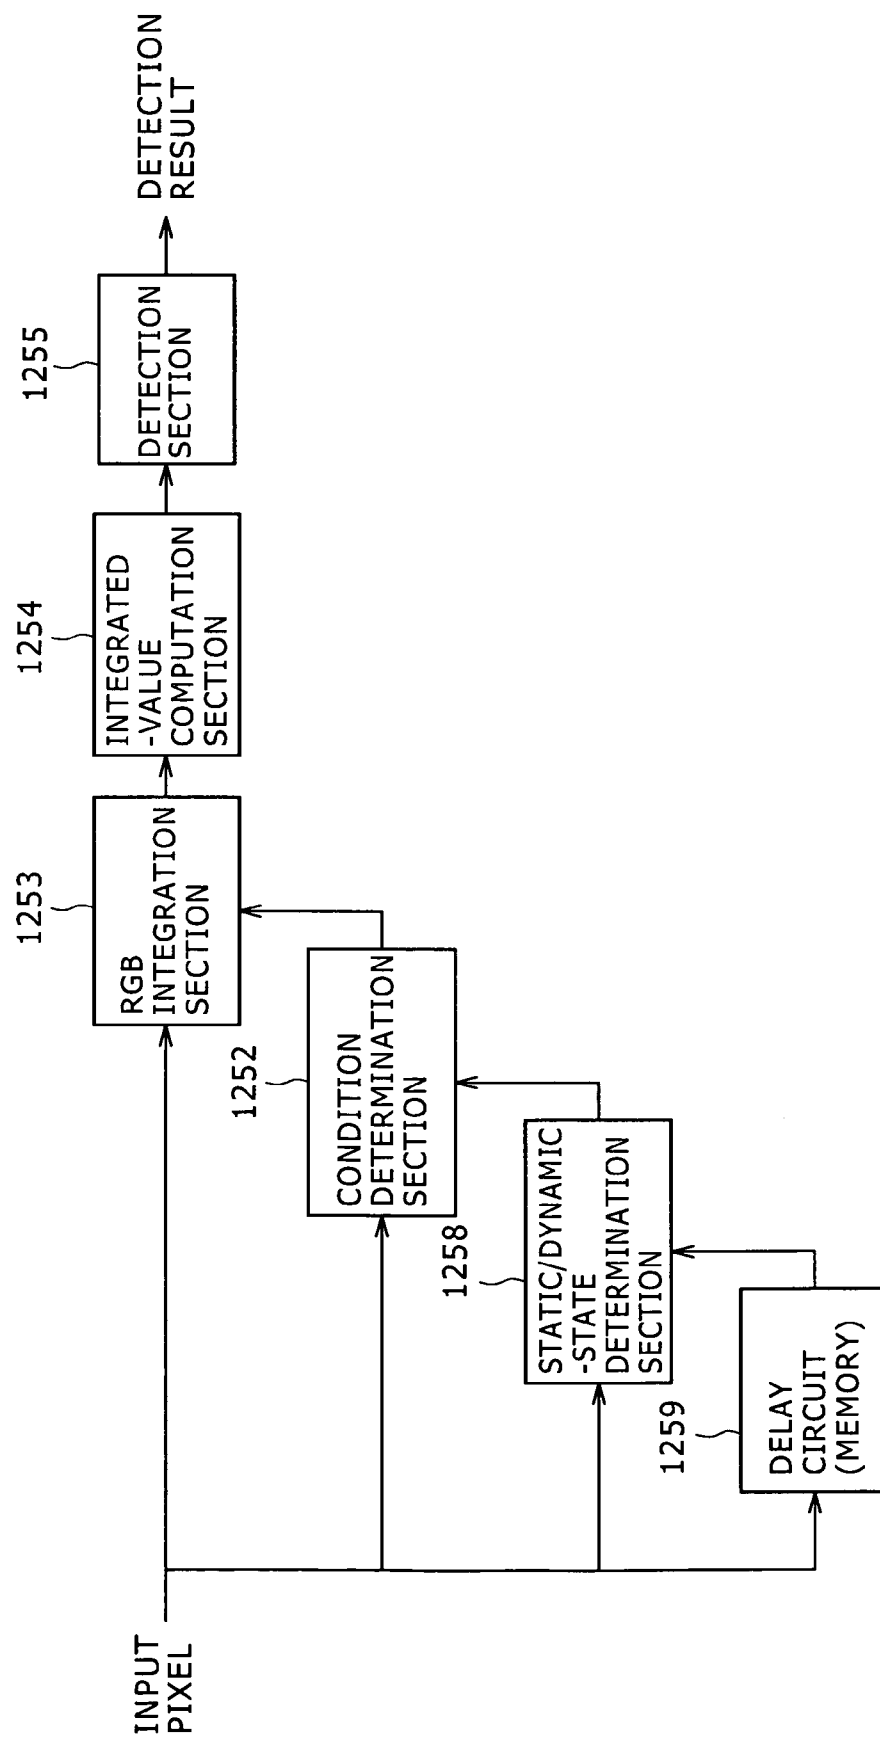 INPUT
PIXEL
1253
RGB
INTEGRATION
SECTION
1254
INTEGRATED
-VALUE
COMPUTATION
SECTION
1255
DETECTION
SECTION
DETECTION
RESULT
1252
CONDITION
DETERMINATION
SECTION
1258
STATIC/DYNAMIC
-STATE
DETERMINATION
SECTION
1259
DELAY
CIRCUIT
(MEMORY)